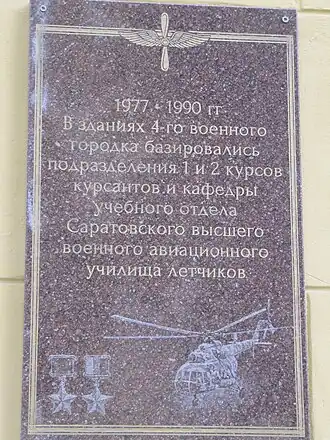 1977 - 1990 гг.
В зданиях 4-го военного
городка базировались
подразделения 1 и 2 курсов
курсантов и кафедры
учебного отдела
Саратовского высшего
военного авиационного
училища летчиков